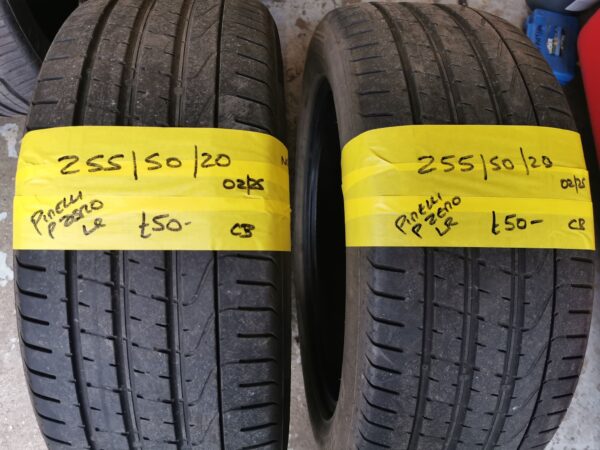 255/50/20
02/25
PIRELLI
P ZERO
LR
£50-
CB
255/50/20
02/25
PIRELLI
P ZERO
LR
£50-
CB